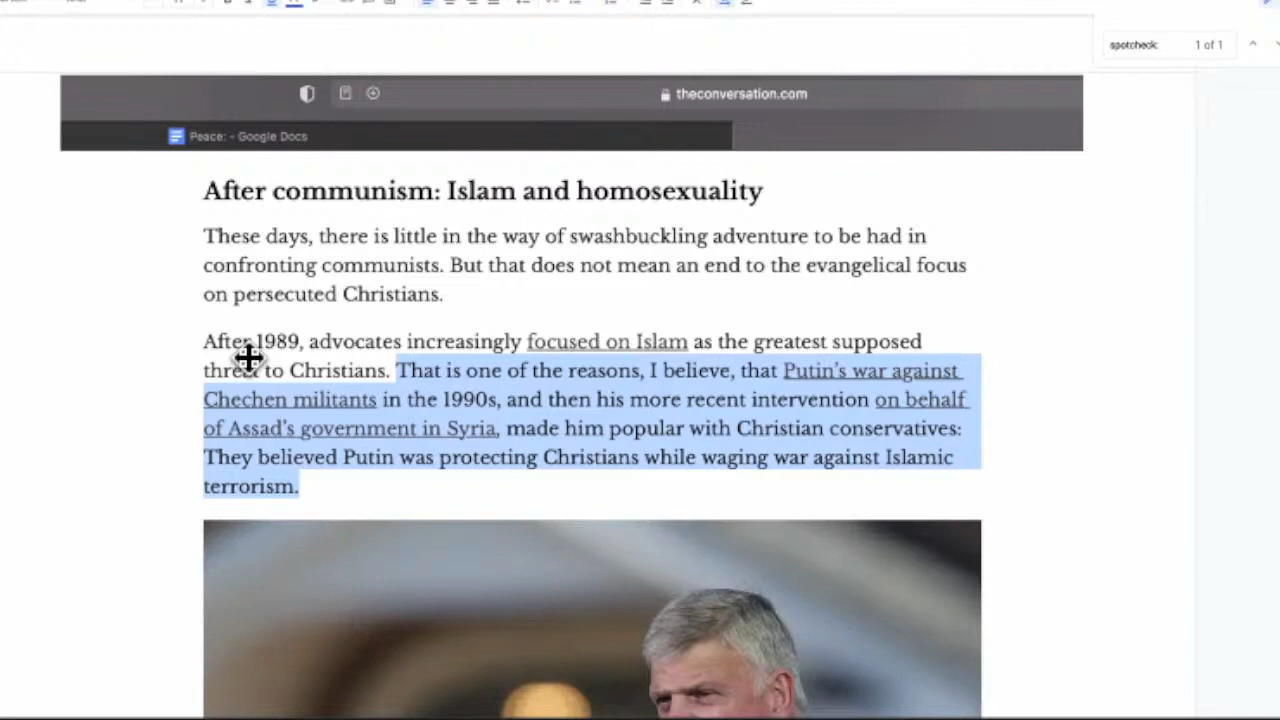 spotcheck:
1 of 1
theconversation.com
Peace: - Google Docs
After communism: Islam and homosexuality
These days, there is little in the way of swashbuckling adventure to be had in
confronting communists. But that does not mean an end to the evangelical focus
on persecuted Christians.
After 1989, advocates increasingly focused on Islam as the greatest supposed
threat to Christians. That is one of the reasons, I believe, that Putin’s war against
Chechen militants in the 1990s, and then his more recent intervention on behalf
of Assad’s government in Syria, made him popular with Christian conservatives:
They believed Putin was protecting Christians while waging war against Islamic
terrorism.